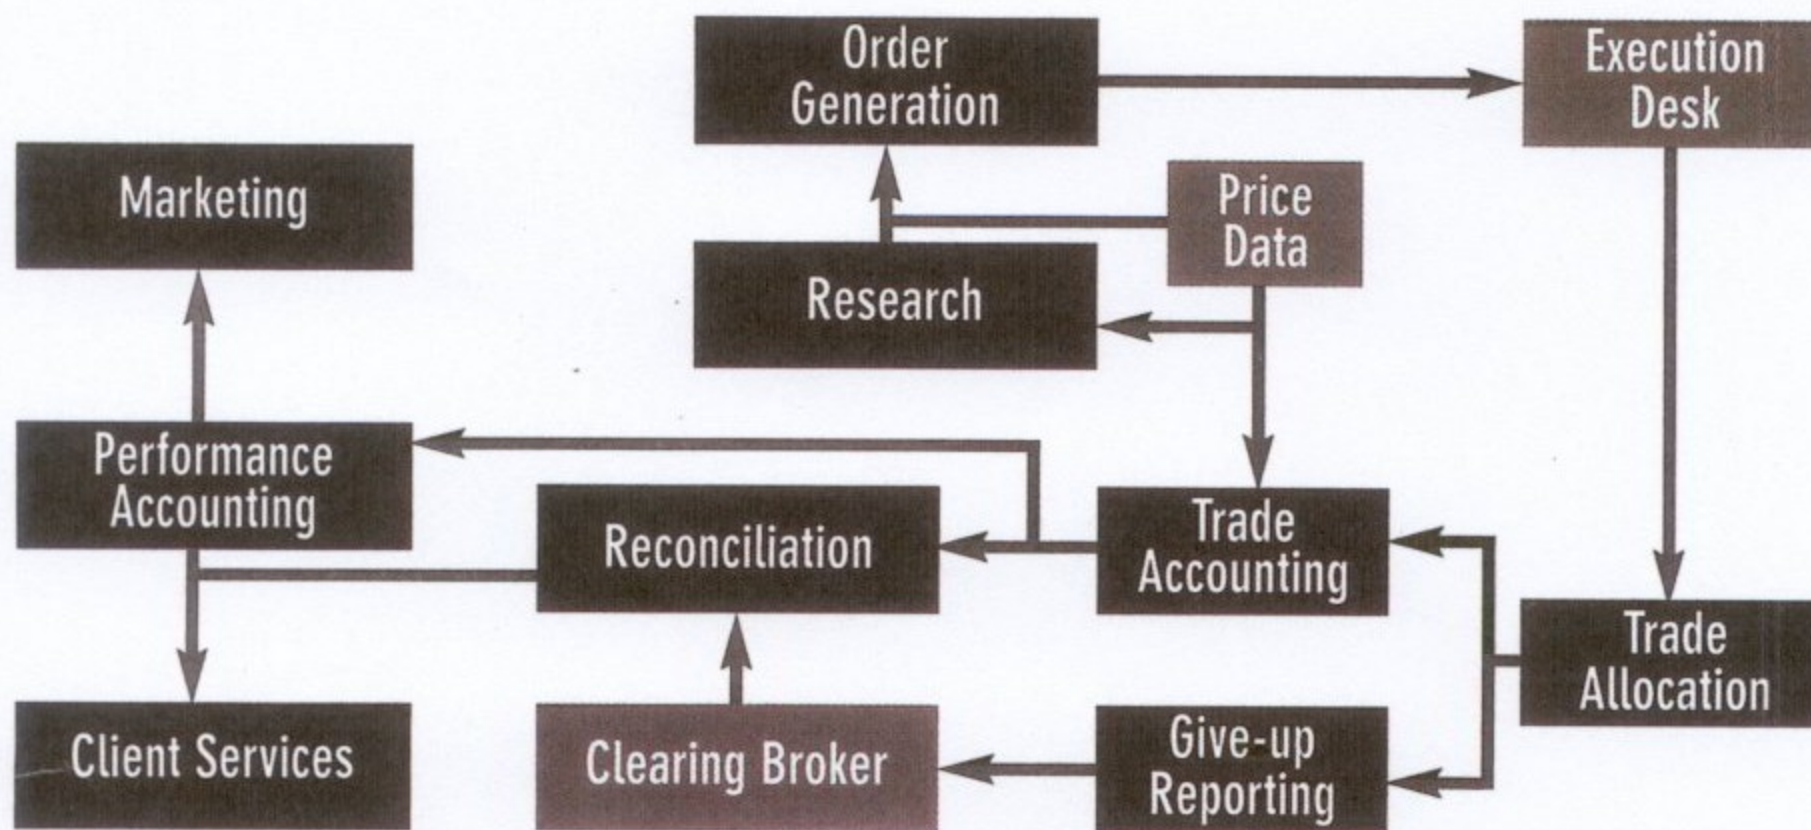 Order
Generation
Execution
Desk
Marketing
Price
Data
Research
Performance
Accounting
Reconciliation
Trade
Accounting
Trade
Allocation
Client Services
Clearing Broker
Give-up
Reporting